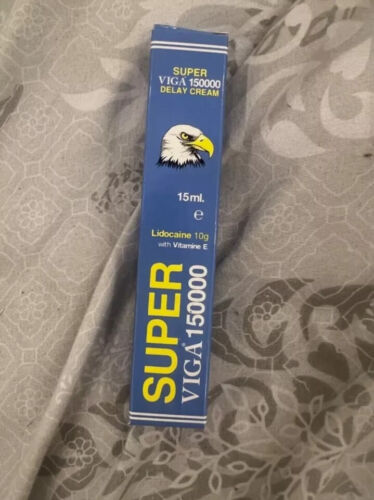 SUPER
VIGA 150000
DELAY CREAM
15ml.
℮
Lidocaine 10g
with Vitamine E
SUPER
VIGA® 150000